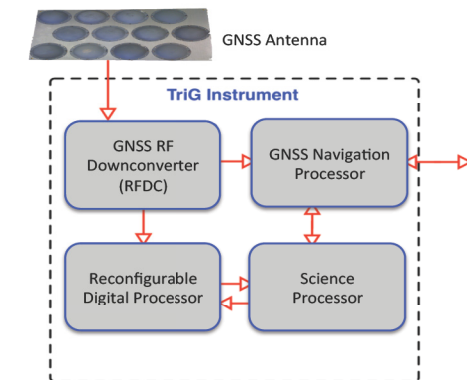 GNSS Antenna
TriG Instrument
GNSS RF
Downconverter
(RFDC)
GNSS Navigation
Processor
Reconfigurable
Digital Processor
Science
Processor